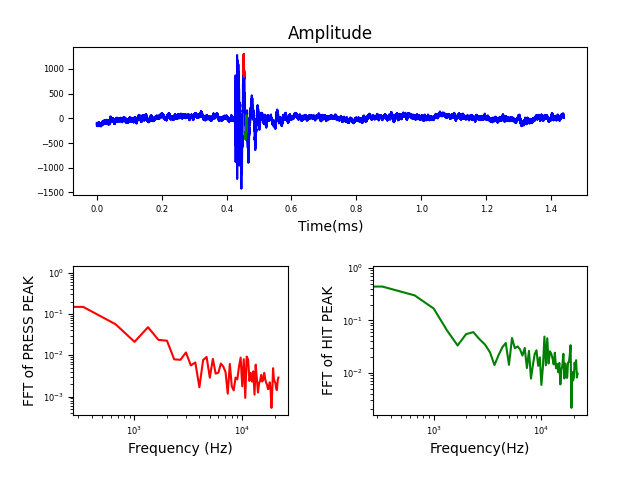 Amplitude
1000
500
0
−500
−1000
−1500
0.0 0.2 0.4 0.6 0.8 1.0 1.2 1.4
Time(ms)
FFT of PRESS PEAK
10⁰
10⁻¹
10⁻²
10⁻³
10³ 10⁴
Frequency (Hz)
FFT of HIT PEAK
10⁰
10⁻¹
10⁻²
10³ 10⁴
Frequency(Hz)